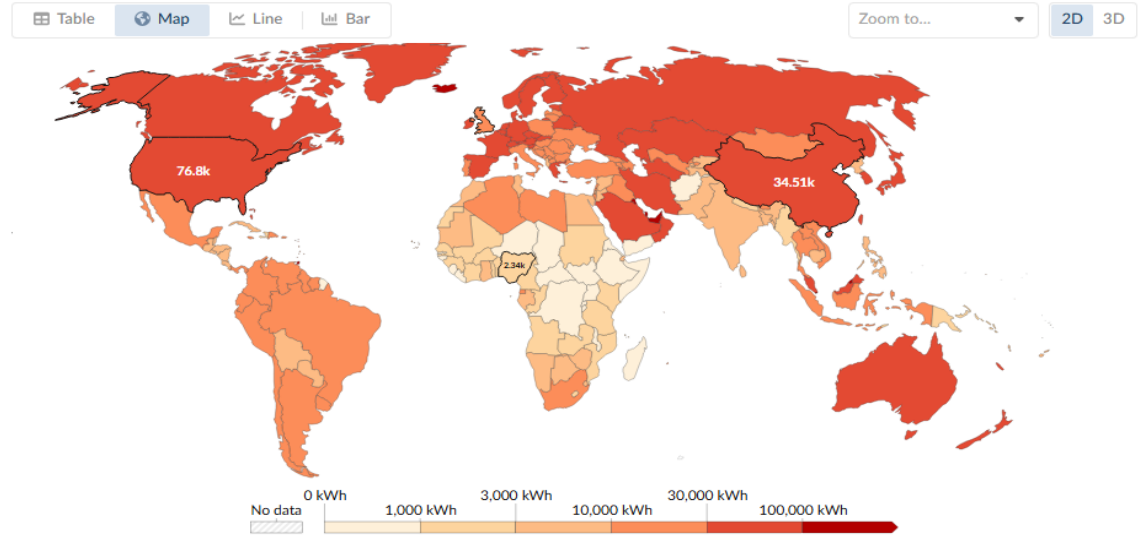 Table Map Line Bar Zoom to... 2D 3D
76.8k
34.51k
2.34k
0 kWh 3,000 kWh 30,000 kWh
No data 1,000 kWh 10,000 kWh 100,000 kWh